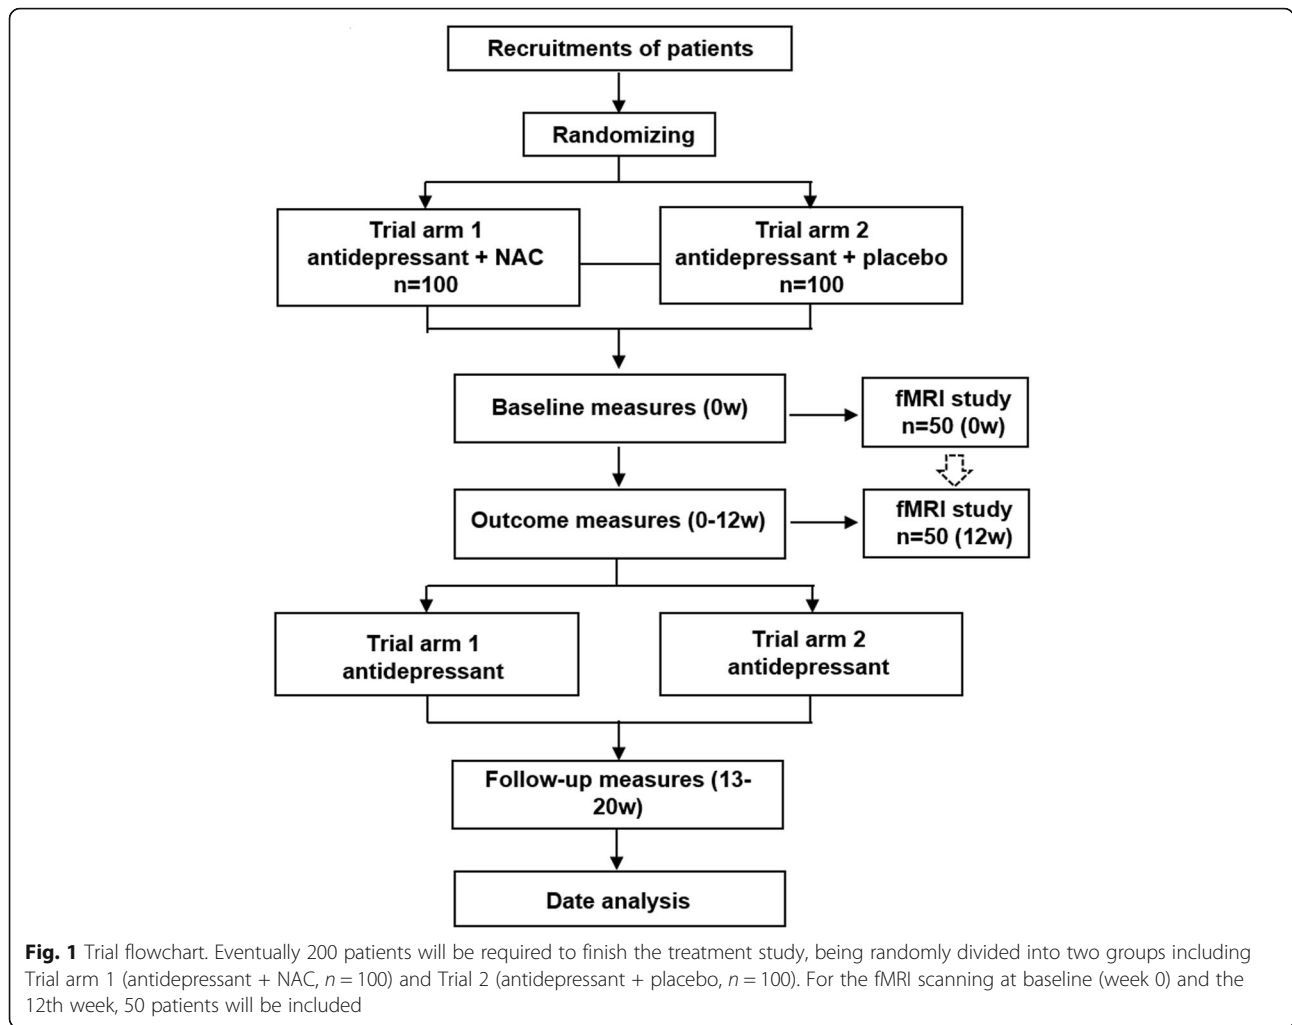 Recruitments of patients
Randomizing
Trial arm 1
antidepressant + NAC
n=100
Trial arm 2
antidepressant + placebo
n=100
Baseline measures (0w)
fMRI study
n=50 (0w)
Outcome measures (0-12w)
fMRI study
n=50 (12w)
Trial arm 1
antidepressant
Trial arm 2
antidepressant
Follow-up measures (13-
20w)
Date analysis
Fig. 1 Trial flowchart. Eventually 200 patients will be required to finish the treatment study, being randomly divided into two groups including
Trial arm 1 (antidepressant + NAC, n = 100) and Trial 2 (antidepressant + placebo, n = 100). For the fMRI scanning at baseline (week 0) and the
12th week, 50 patients will be included